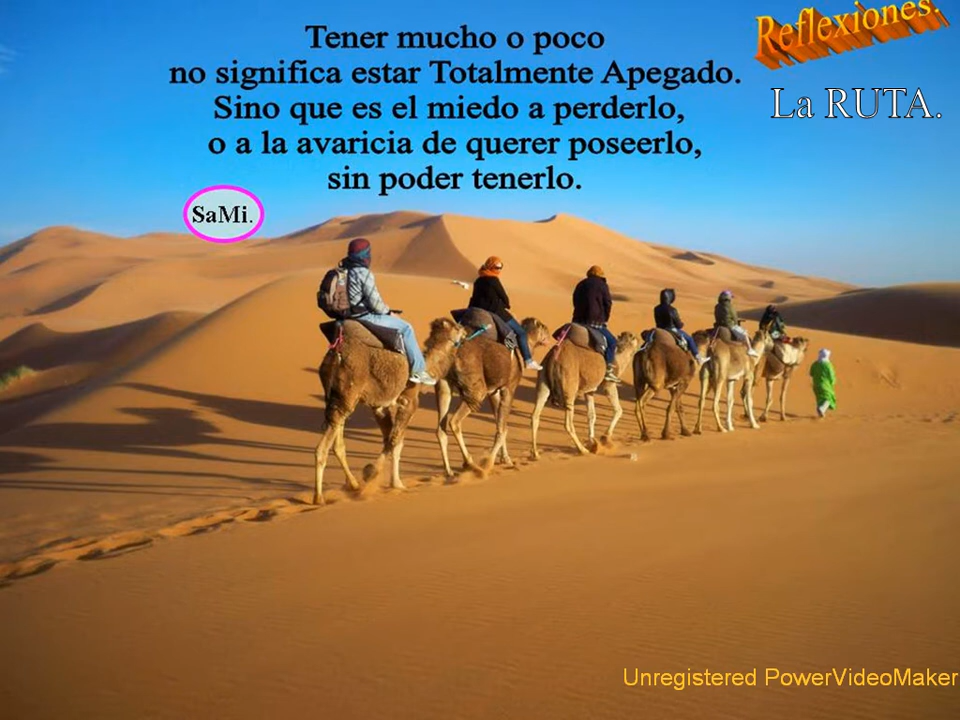 Reflexiones.
La RUTA.
Tener mucho o poco
no significa estar Totalmente Apegado.
Sino que es el miedo a perderlo,
o a la avaricia de querer poseerlo,
sin poder tenerlo.
SaMi.
Unregistered PowerVideoMaker